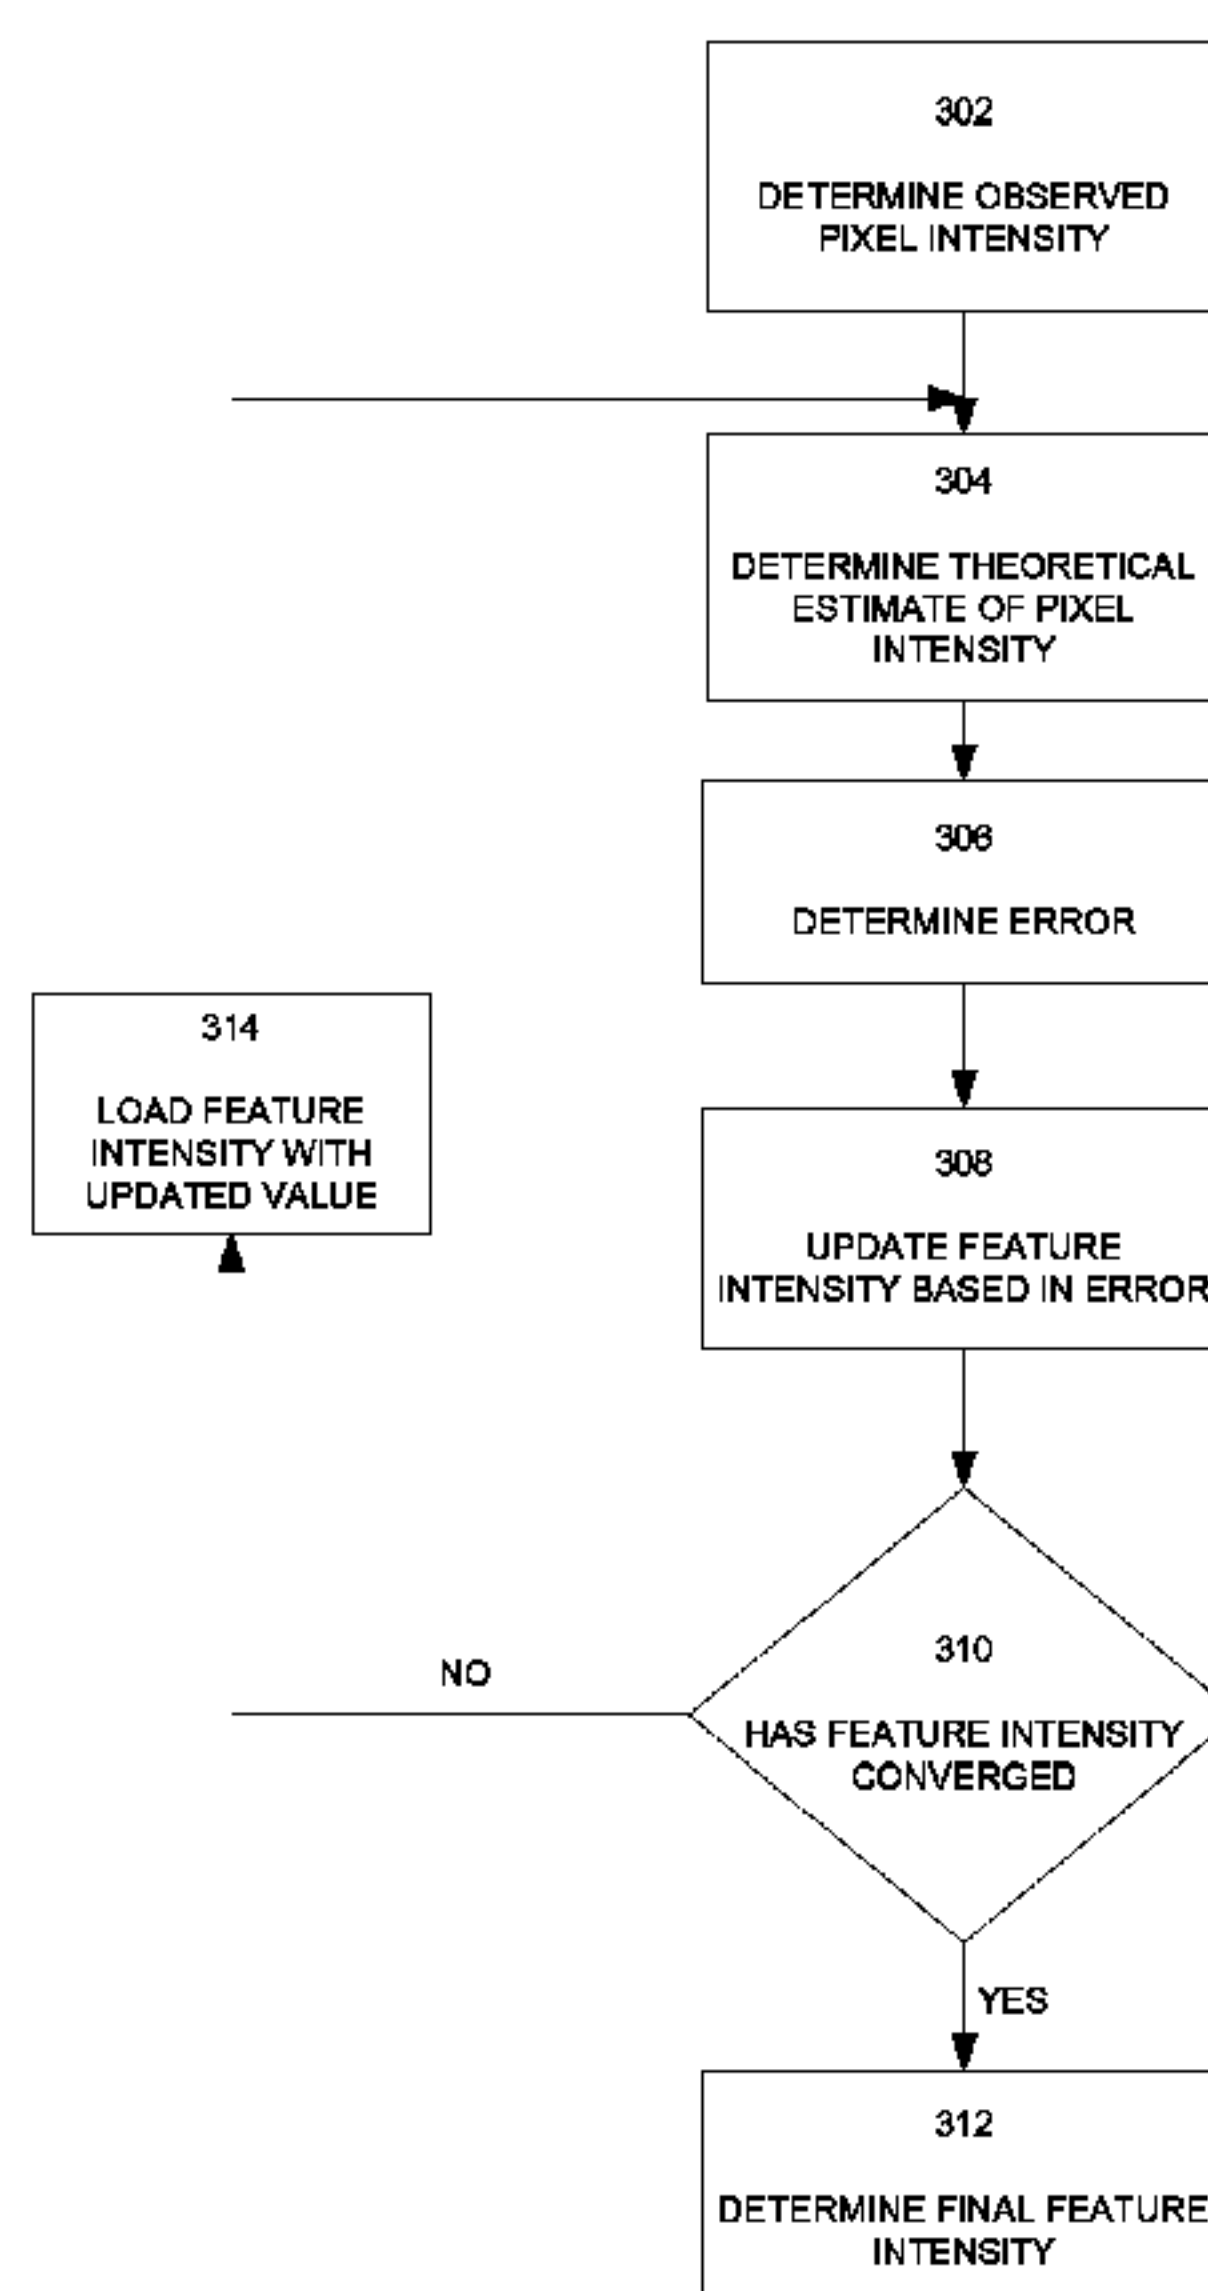 302
DETERMINE OBSERVED
PIXEL INTENSITY
304
DETERMINE THEORETICAL
ESTIMATE OF PIXEL
INTENSITY
306
DETERMINE ERROR
314
LOAD FEATURE
INTENSITY WITH
UPDATED VALUE
308
UPDATE FEATURE
INTENSITY BASED IN ERROR
310
HAS FEATURE INTENSITY
CONVERGED
NO
YES
312
DETERMINE FINAL FEATURE
INTENSITY